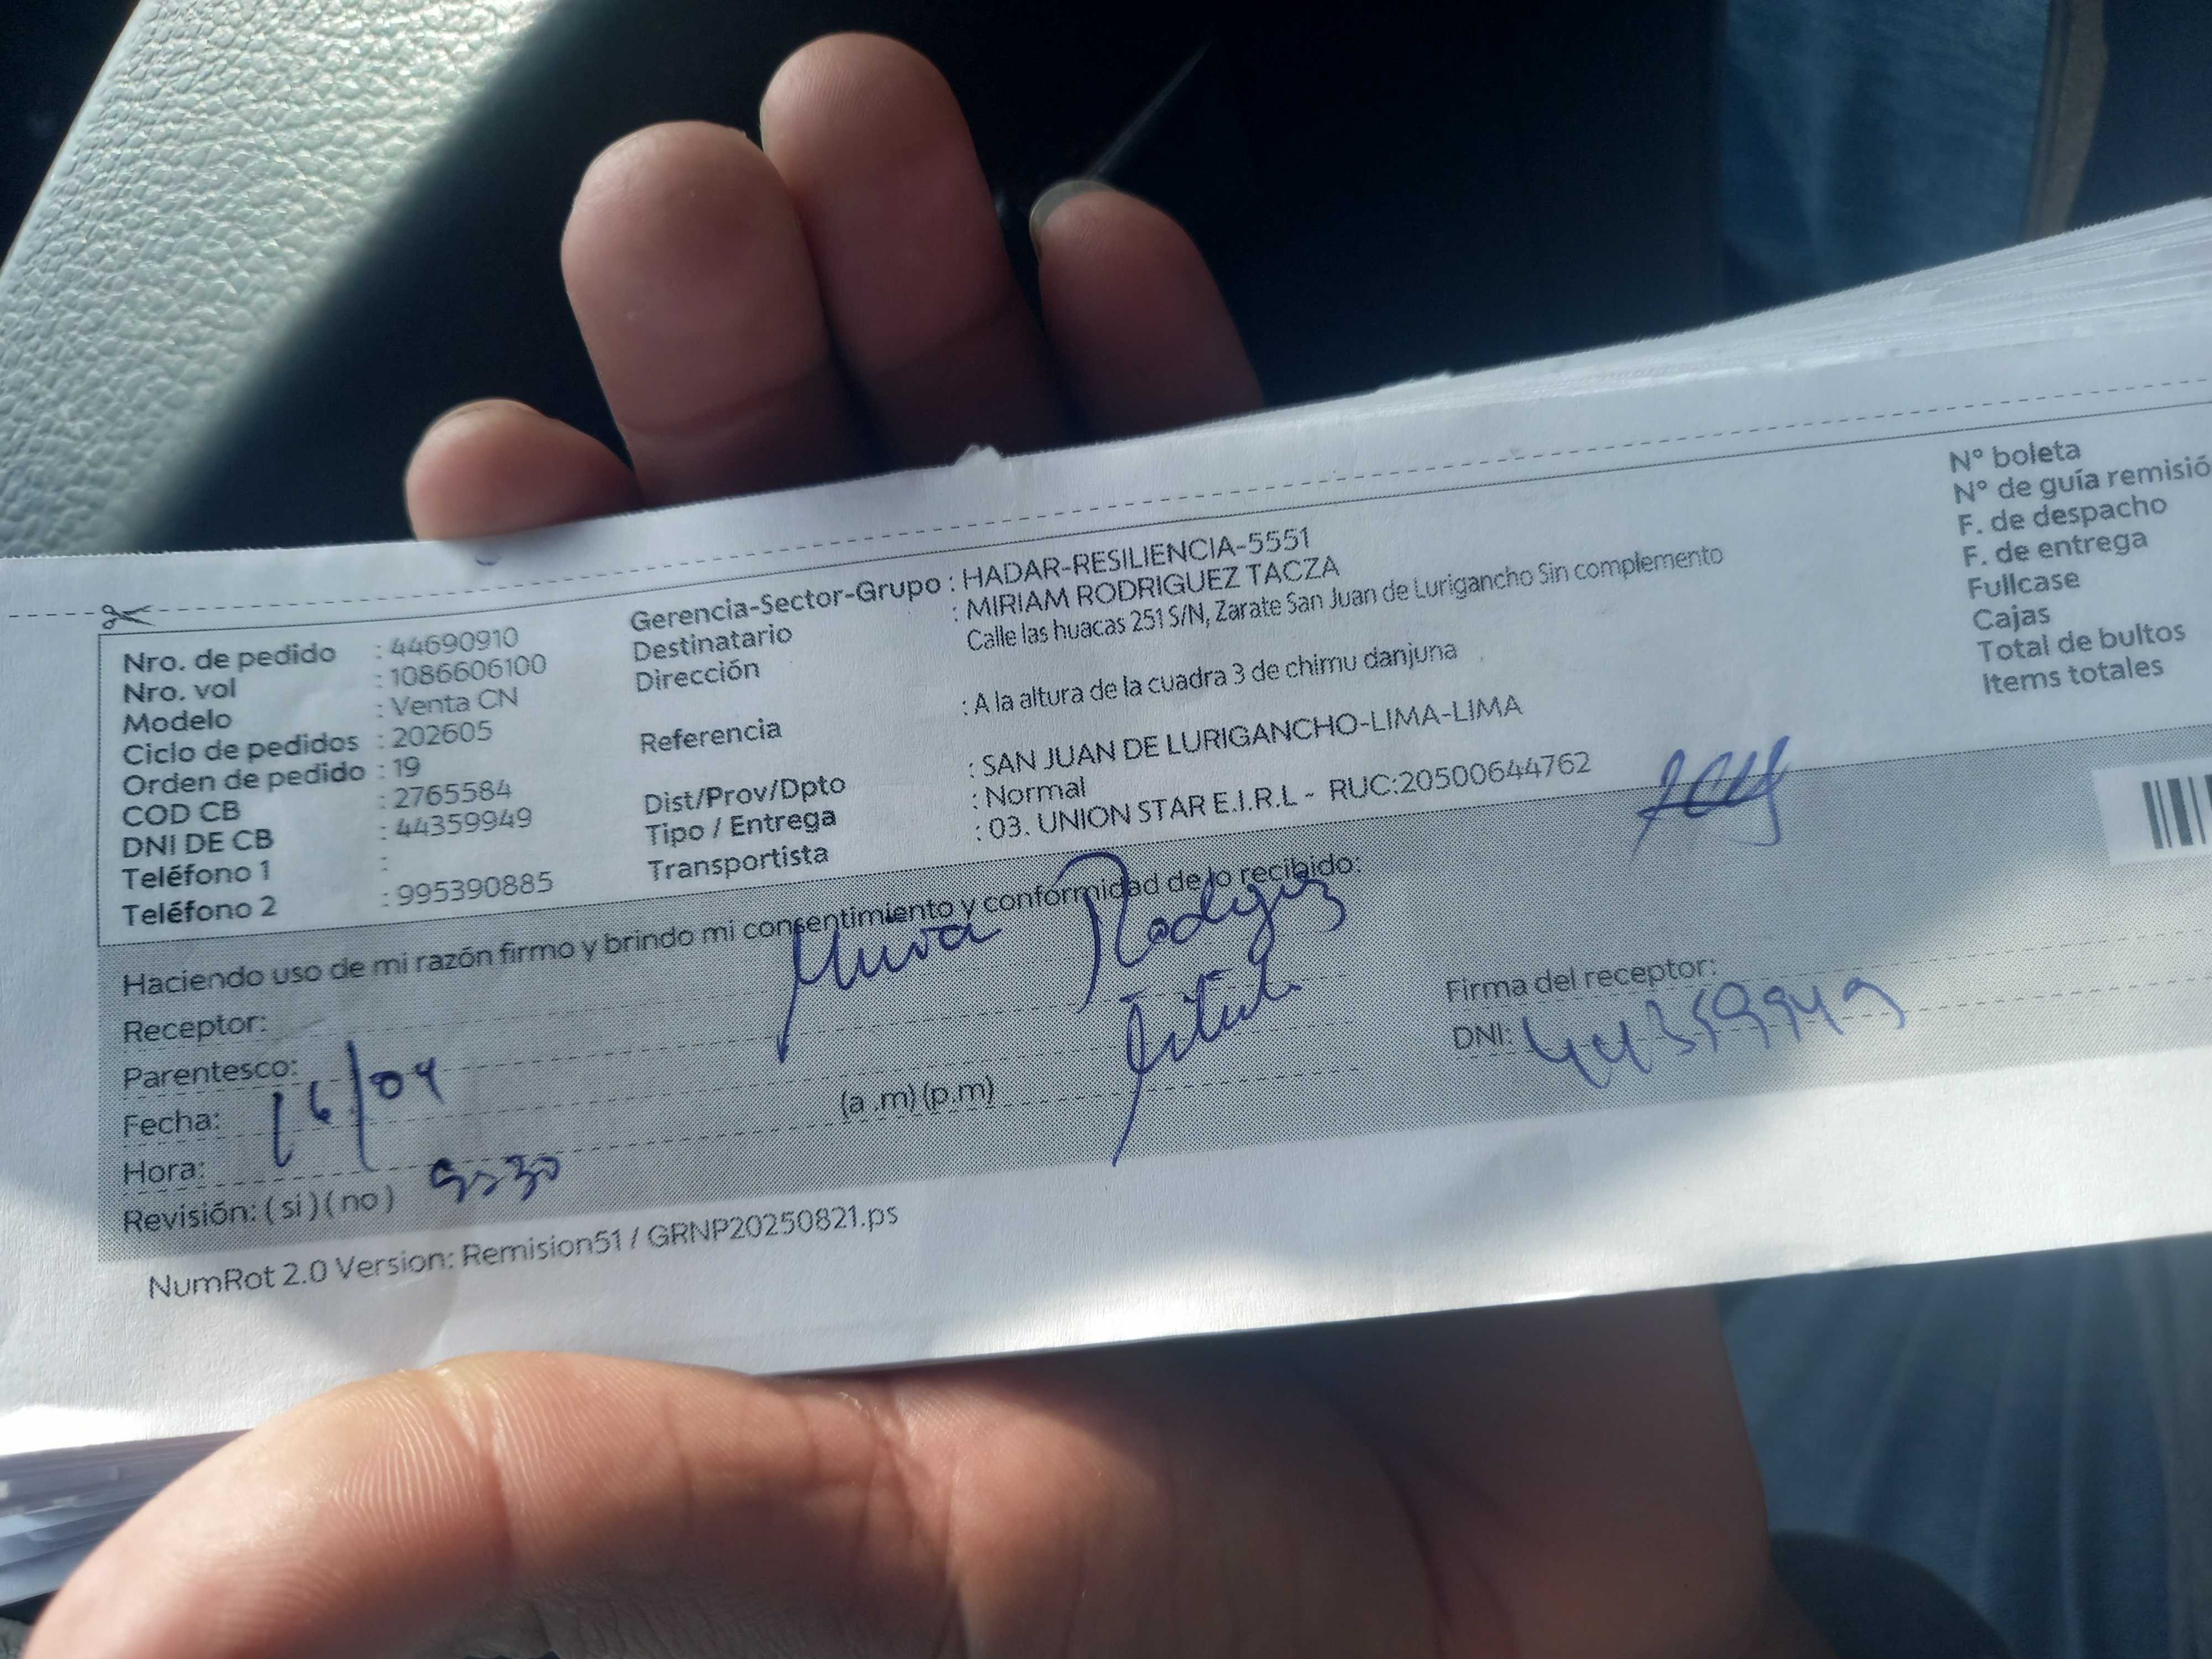 Nro. de pedido : 44690910
Nro. vol : 1086606100
Modelo : Venta CN
Ciclo de pedidos : 202605
Orden de pedido : 19
COD CB : 2765584
DNI DE CB : 44359949
Teléfono 1 :
Teléfono 2 : 995390885
Gerencia-Sector-Grupo : HADAR-RESILIENCIA-5551
Destinatario : MIRIAM RODRIGUEZ TACZA
Dirección Calle las huacas 251 S/N, Zarate San Juan de Lurigancho Sin complemento
Referencia : A la altura de la cuadra 3 de chimu danjuna
Dist/Prov/Dpto : SAN JUAN DE LURIGANCHO-LIMA-LIMA
Tipo / Entrega : Normal
Transportista : 03. UNION STAR E.I.R.L - RUC:20500644762
N° boleta
N° de guía remisió
F. de despacho
F. de entrega
Fullcase
Cajas
Total de bultos
Items totales
Haciendo uso de mi razón firmo y brindo mi consentimiento y conformidad de lo recibido:
Receptor: Rodriguez
Parentesco:
Fecha: 16/04
Hora: (a .m) (p.m)
Revisión: ( si ) ( no )
Firma del receptor:
DNI: 44359949
NumRot 2.0 Version: Remision51 / GRNP20250821.ps